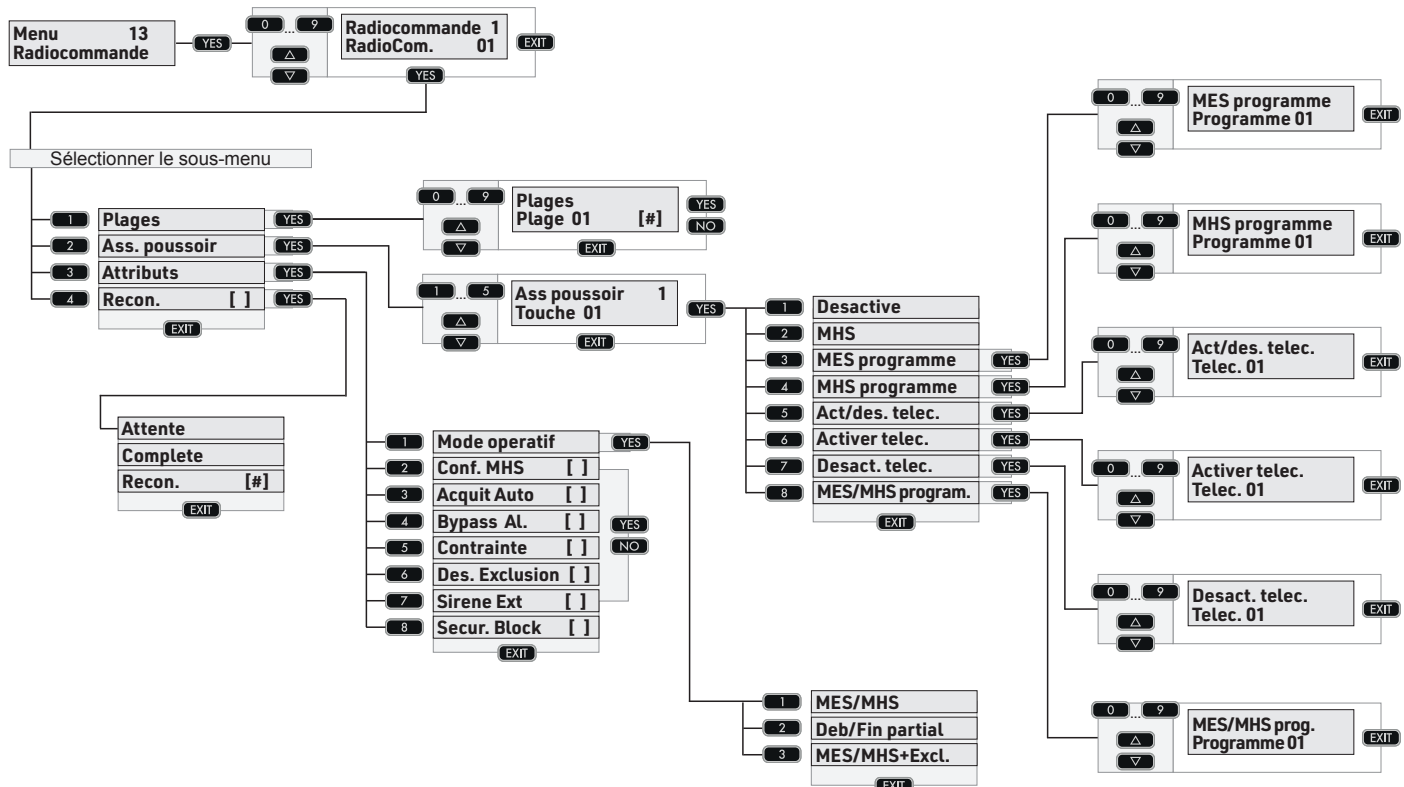 Menu 13
Radiocommande
YES
0 ... 9
Radiocommande 1
RadioCom. 01
EXIT
YES
Sélectionner le sous-menu
1 Plages YES
2 Ass. poussoir YES
3 Attributs YES
4 Recon. [ ] YES
EXIT
0 ... 9
Plages
Plage 01 [#]
YES
NO
EXIT
1 ... 5
Ass poussoir 1
Touche 01
YES
EXIT
Attente
Complete
Recon. [#]
EXIT
1 Mode operatif YES
2 Conf. MHS [ ]
3 Acquit Auto [ ]
4 Bypass Al. [ ]
5 Contrainte [ ]
6 Des. Exclusion [ ]
7 Sirene Ext [ ]
8 Secur. Block [ ]
YES
NO
EXIT
1 MES/MHS
2 Deb/Fin partial
3 MES/MHS+Excl.
EXIT
1 Desactive
2 MHS
3 MES programme YES
4 MHS programme YES
5 Act/des. telec. YES
6 Activer telec. YES
7 Desact. telec. YES
8 MES/MHS program. YES
EXIT
0 ... 9
MES programme
Programme 01
EXIT
0 ... 9
MHS programme
Programme 01
EXIT
0 ... 9
Act/des. telec.
Telec. 01
EXIT
0 ... 9
Activer telec.
Telec. 01
EXIT
0 ... 9
Desact. telec.
Telec. 01
EXIT
0 ... 9
MES/MHS prog.
Programme 01
EXIT